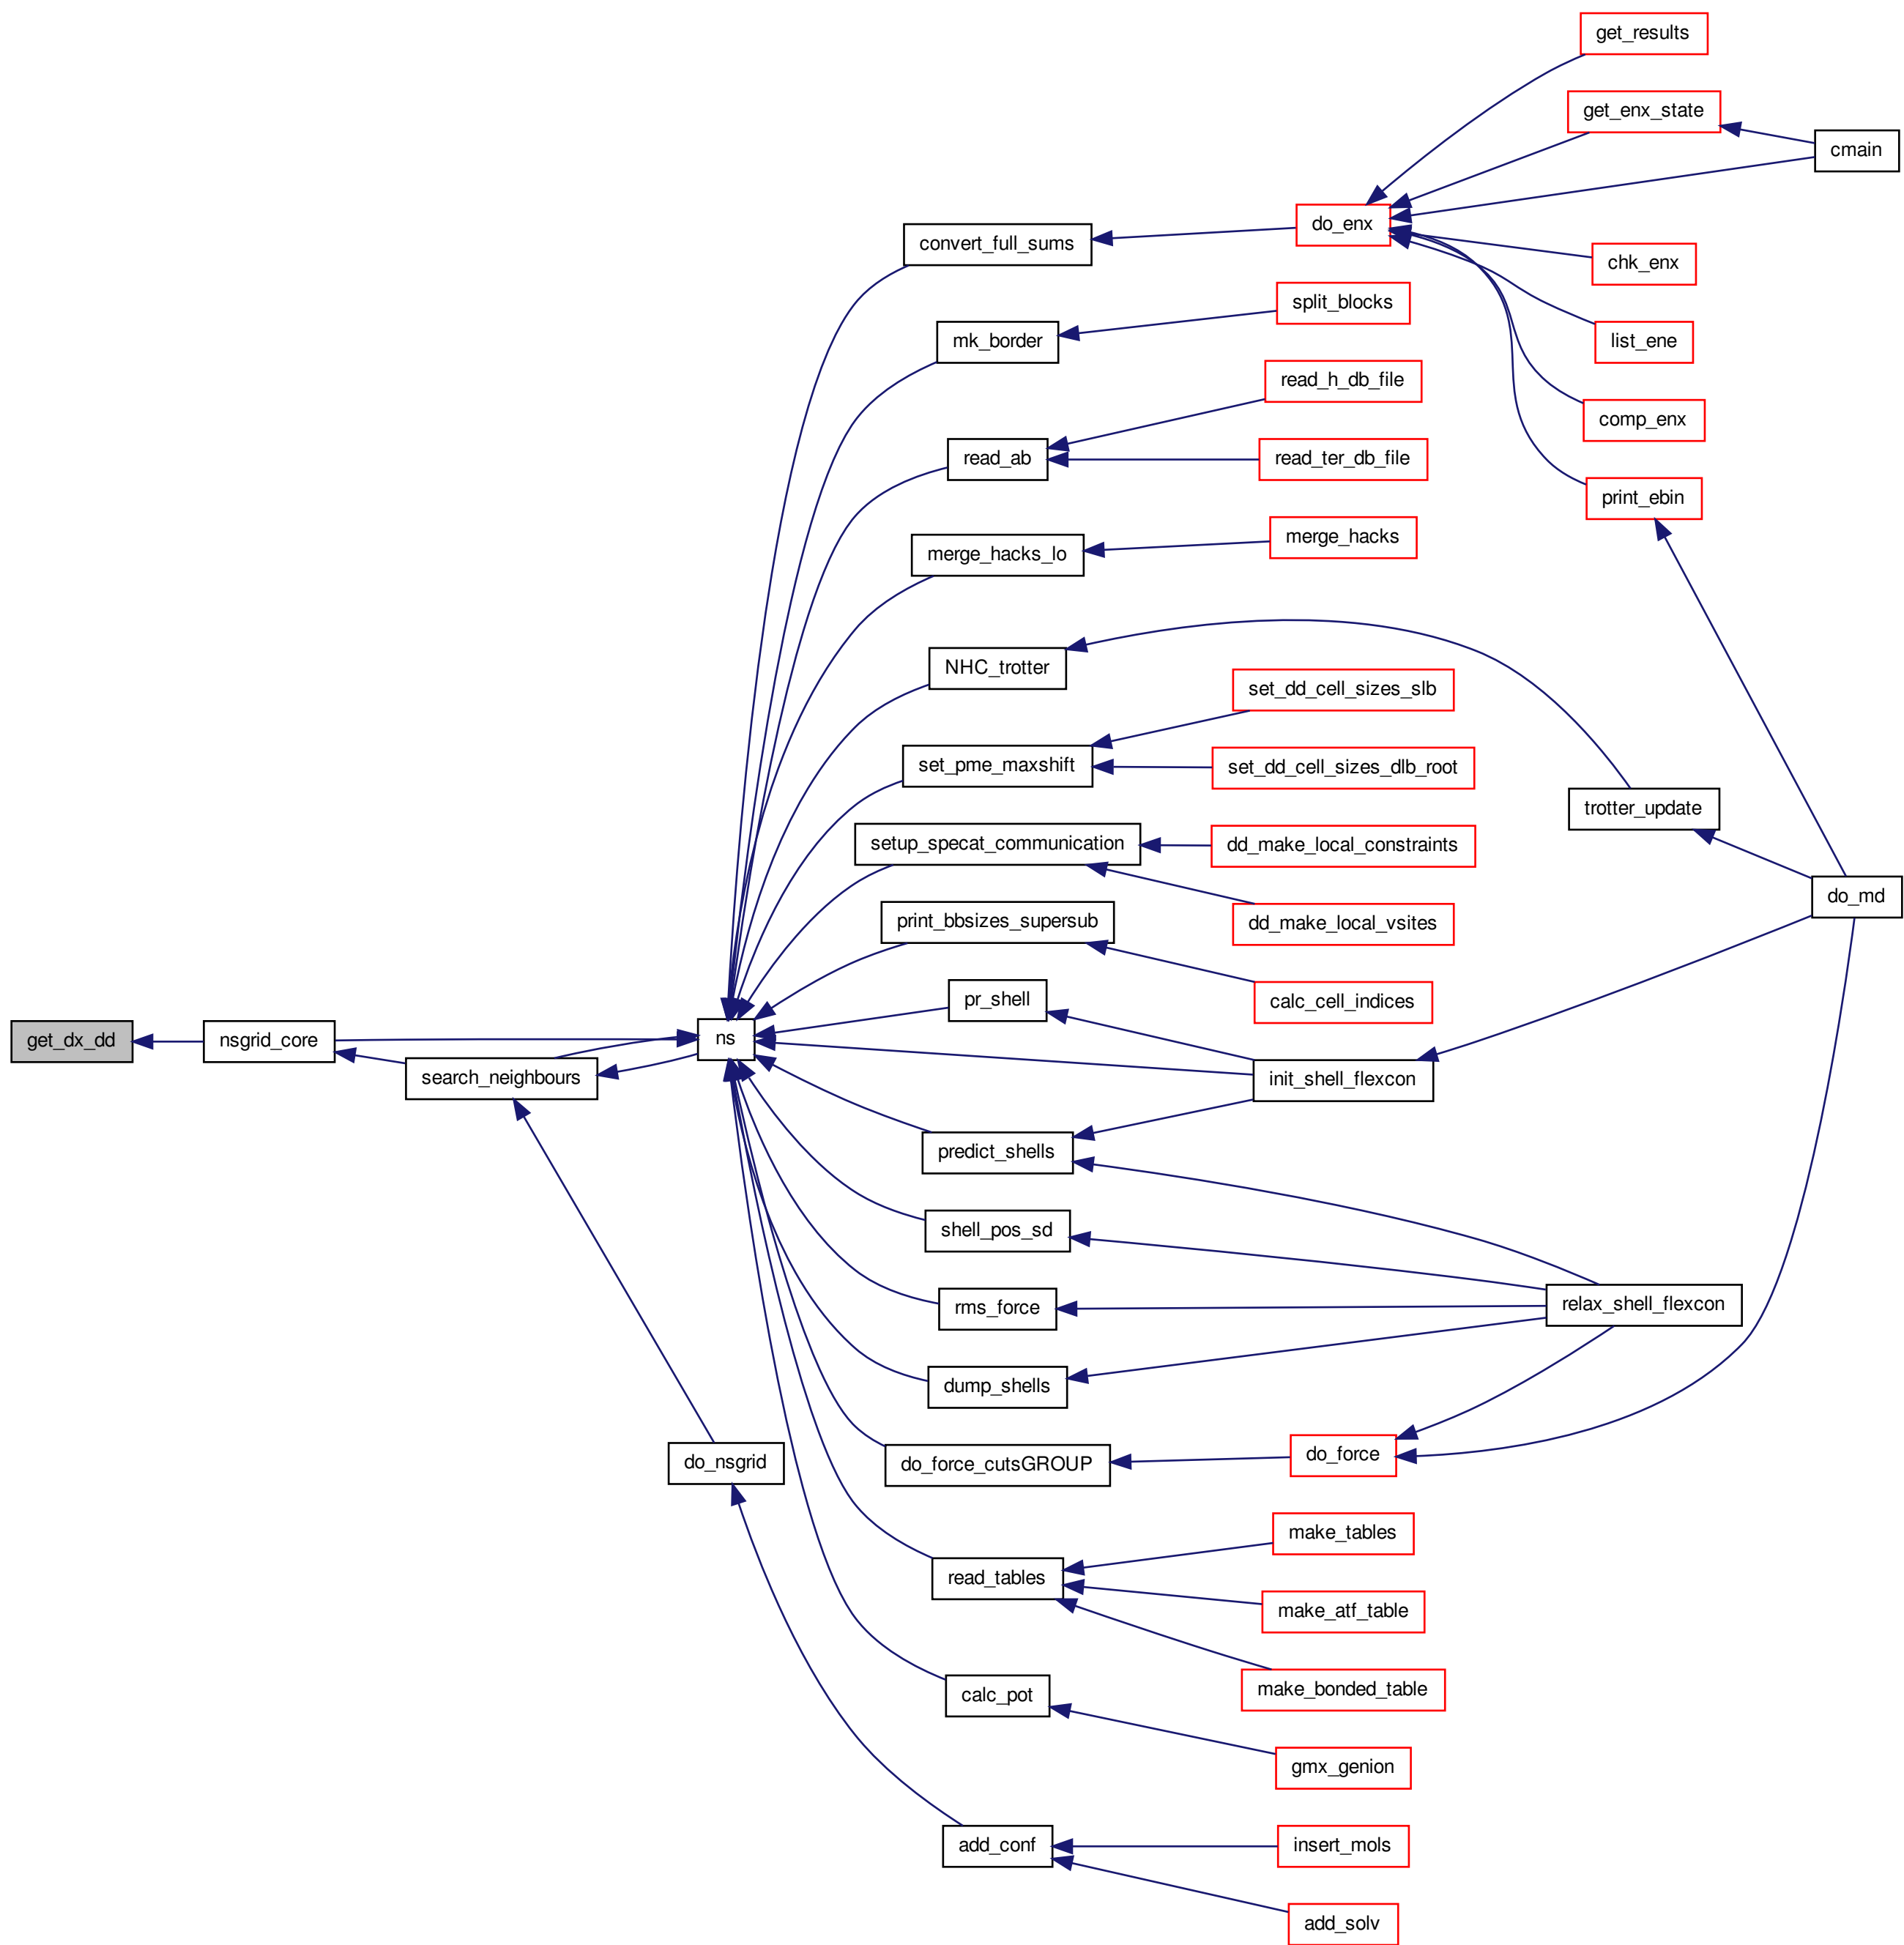 get_results
get_enx_state
cmain
do_enx
convert_full_sums
chk_enx
split_blocks
mk_border
list_ene
read_h_db_file
comp_enx
read_ab
read_ter_db_file
print_ebin
merge_hacks
merge_hacks_lo
NHC_trotter
set_dd_cell_sizes_slb
set_pme_maxshift
set_dd_cell_sizes_dlb_root
trotter_update
setup_specat_communication
dd_make_local_constraints
do_md
print_bbsizes_supersub
dd_make_local_vsites
pr_shell
calc_cell_indices
get_dx_dd
nsgrid_core
ns
search_neighbours
init_shell_flexcon
predict_shells
shell_pos_sd
rms_force
relax_shell_flexcon
dump_shells
do_nsgrid
do_force_cutsGROUP
do_force
make_tables
read_tables
make_atf_table
calc_pot
make_bonded_table
gmx_genion
add_conf
insert_mols
add_solv